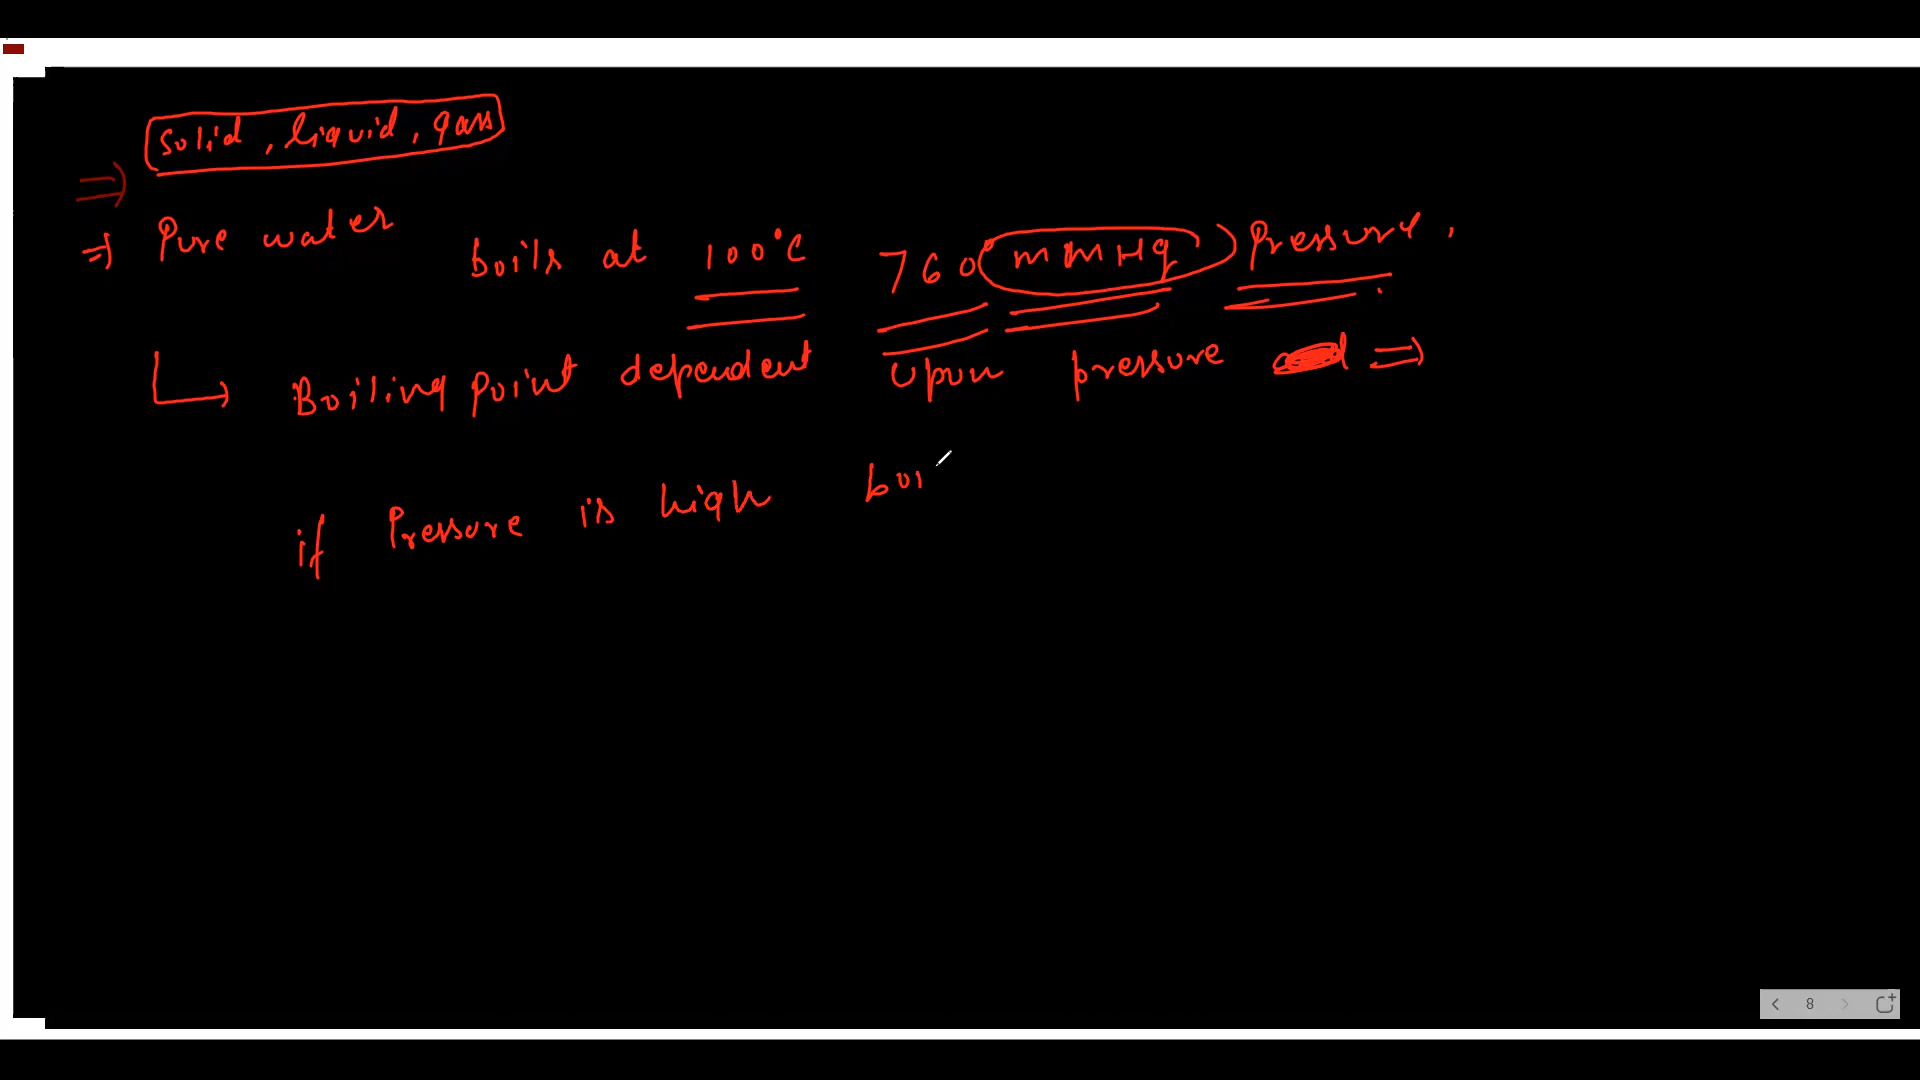 solid, liquid, gass
⇒ Pure water boils at 100°C 760 mmHg Pressure.
↳ Boiling point dependent upon pressure ⇒
if Pressure is high boi
8